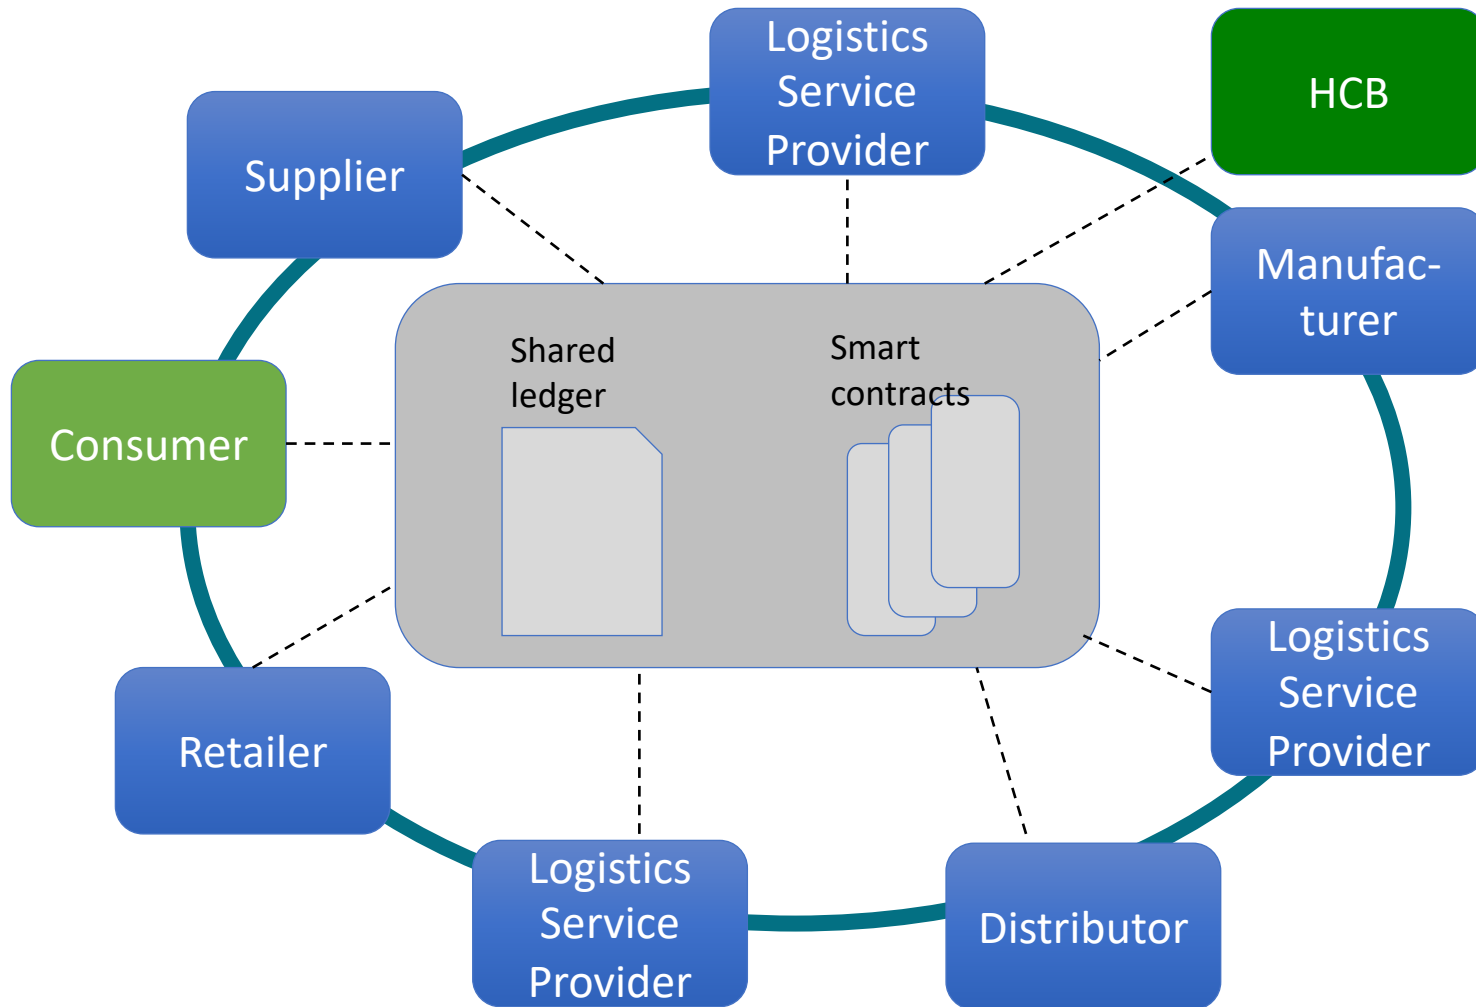 Logistics
Service
Provider
HCB
Supplier
Manufac-
turer
Shared
ledger
Smart
contracts
Consumer
Logistics
Service
Provider
Retailer
Logistics
Service
Provider
Distributor